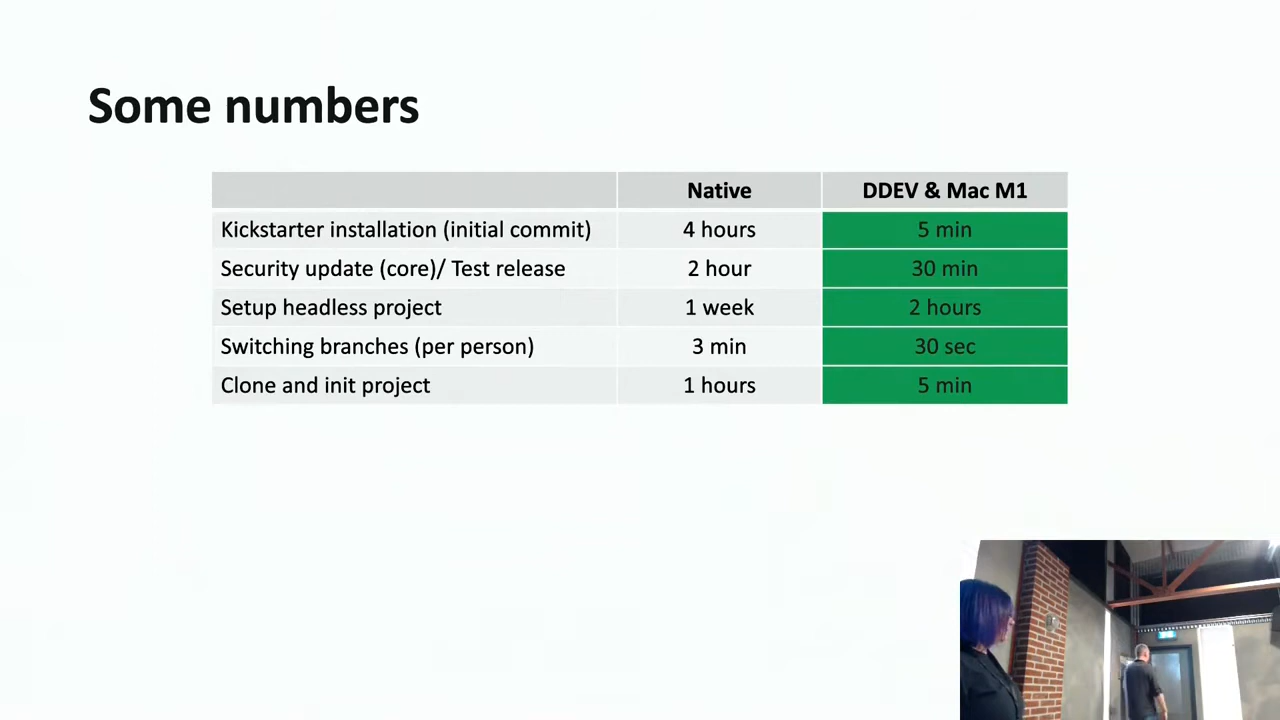 Some numbers
Native DDEV & Mac M1
Kickstarter installation (initial commit) 4 hours 5 min
Security update (core)/ Test release 2 hour 30 min
Setup headless project 1 week 2 hours
Switching branches (per person) 3 min 30 sec
Clone and init project 1 hours 5 min